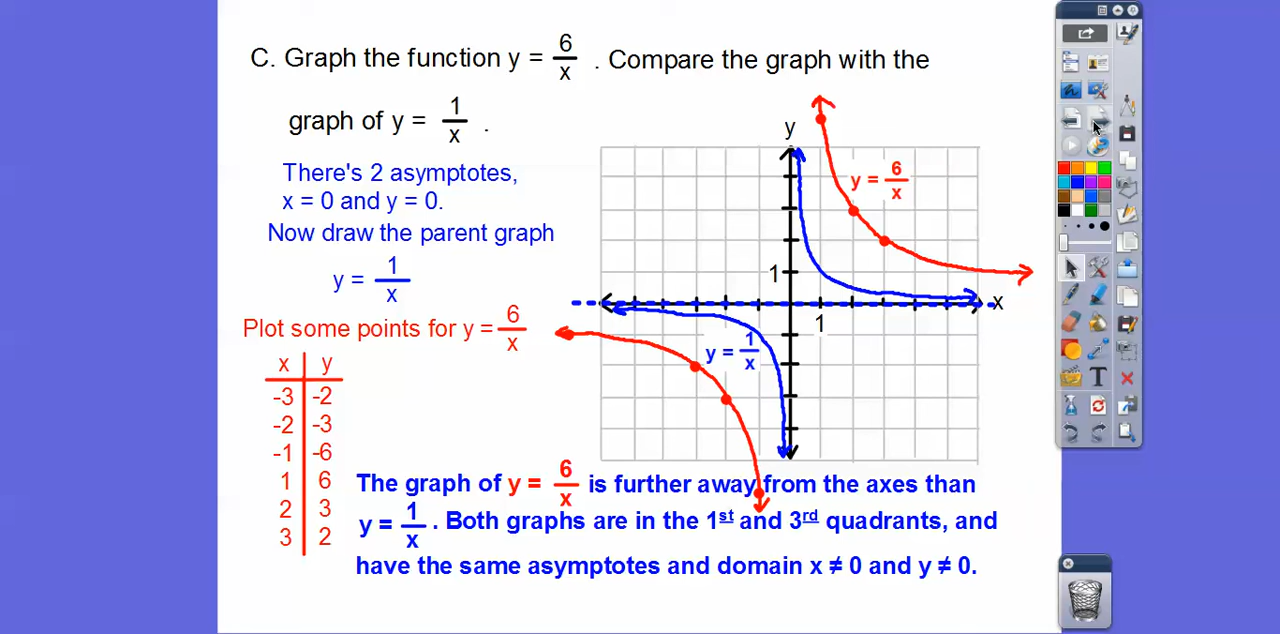 C. Graph the function y = 6/x . Compare the graph with the
graph of y = 1/x .
There's 2 asymptotes,
x = 0 and y = 0.
Now draw the parent graph
y = 1/x
Plot some points for y = 6/x
x y
-3 -2
-2 -3
-1 -6
1 6
2 3
3 2
y
y = 6/x
1
x
1
y = 1/x
The graph of y = 6/x is further away from the axes than
y = 1/x . Both graphs are in the 1st and 3rd quadrants, and
have the same asymptotes and domain x ≠ 0 and y ≠ 0.
T